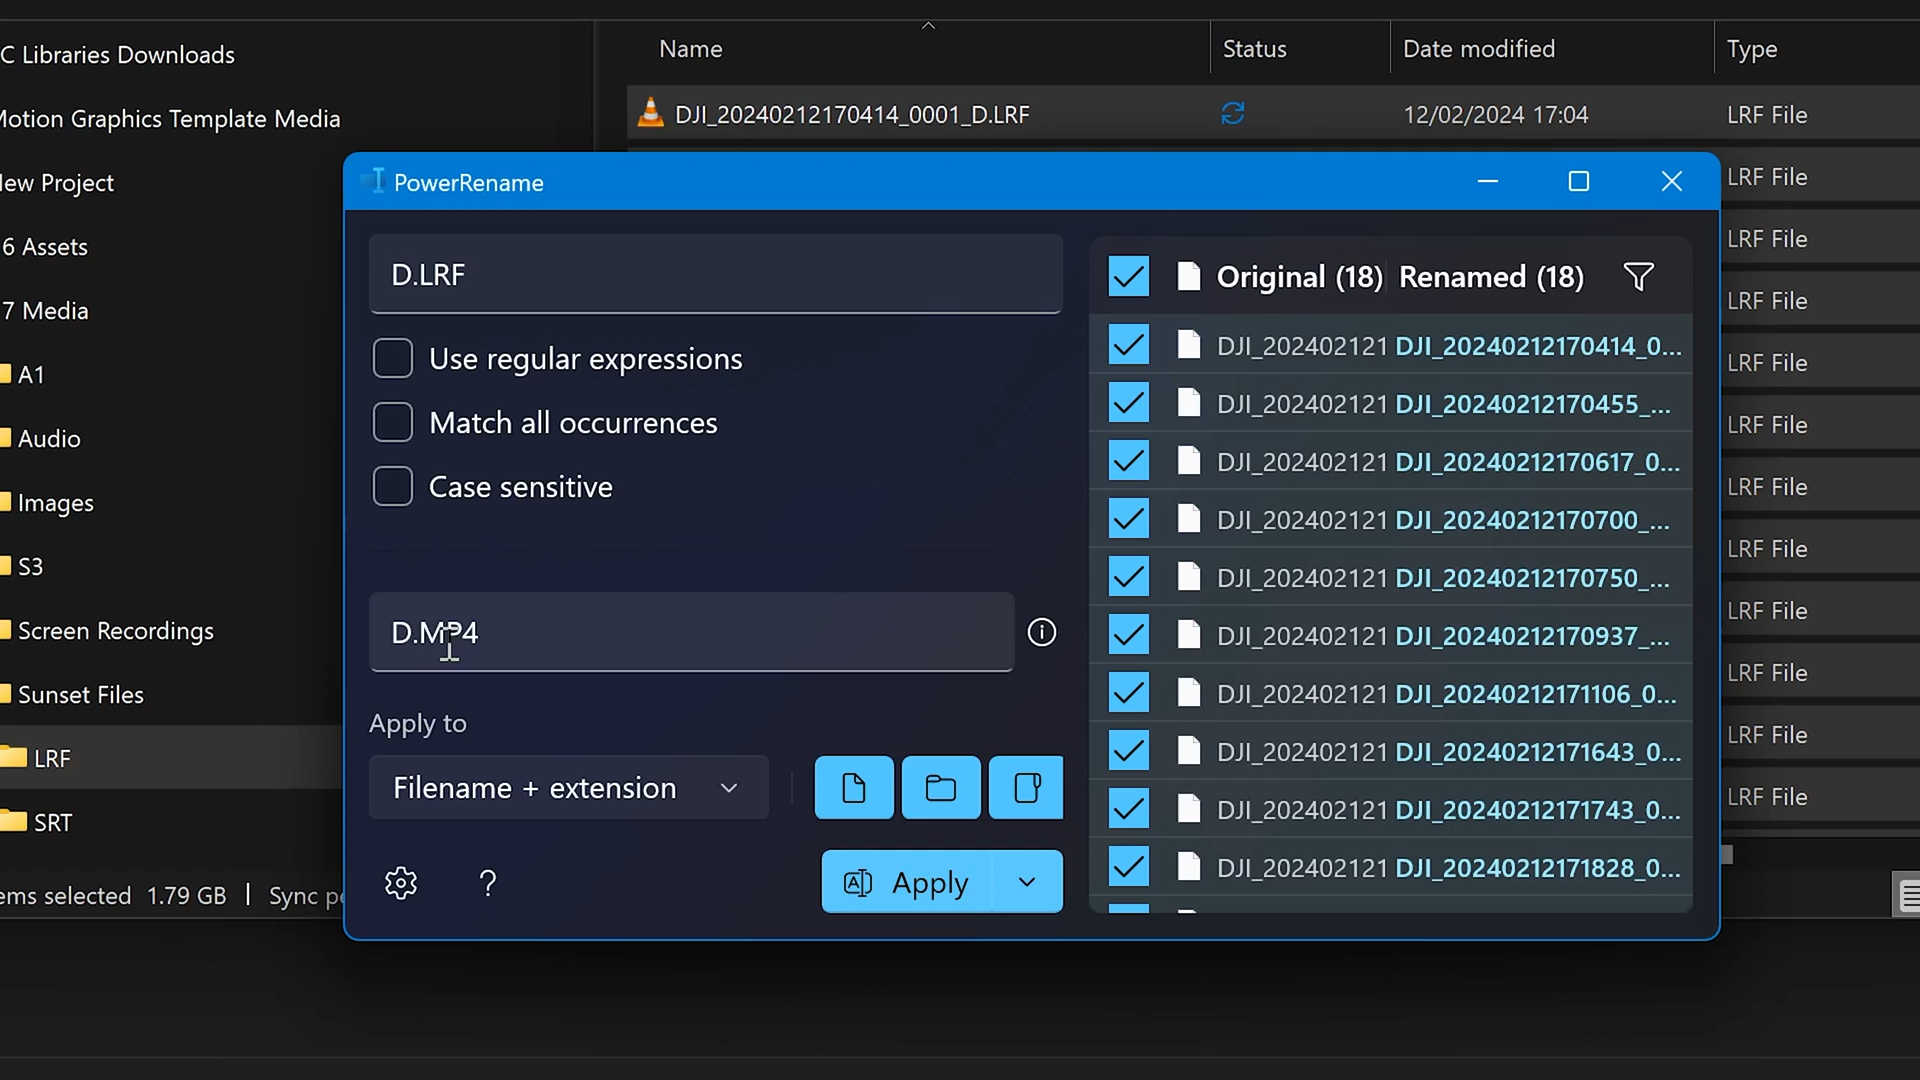 Name
Status
Date modified
Type
C Libraries Downloads
Motion Graphics Template Media
New Project
6 Assets
7 Media
A1
Audio
Images
S3
Screen Recordings
Sunset Files
LRF
SRT
ems selected 1.79 GB | Sync p
DJI_20240212170414_0001_D.LRF
12/02/2024 17:04
LRF File
LRF File
LRF File
LRF File
LRF File
LRF File
LRF File
LRF File
LRF File
LRF File
LRF File
LRF File
PowerRename
D.LRF
Use regular expressions
Match all occurrences
Case sensitive
D.MP4
Apply to
Filename + extension
?
Apply
Original (18) Renamed (18)
DJI_202402121 DJI_20240212170414_0...
DJI_202402121 DJI_20240212170455_...
DJI_202402121 DJI_20240212170617_0...
DJI_202402121 DJI_20240212170700_...
DJI_202402121 DJI_20240212170750_...
DJI_202402121 DJI_20240212170937_...
DJI_202402121 DJI_20240212171106_0...
DJI_202402121 DJI_20240212171643_0...
DJI_202402121 DJI_20240212171743_0...
DJI_202402121 DJI_20240212171828_0...